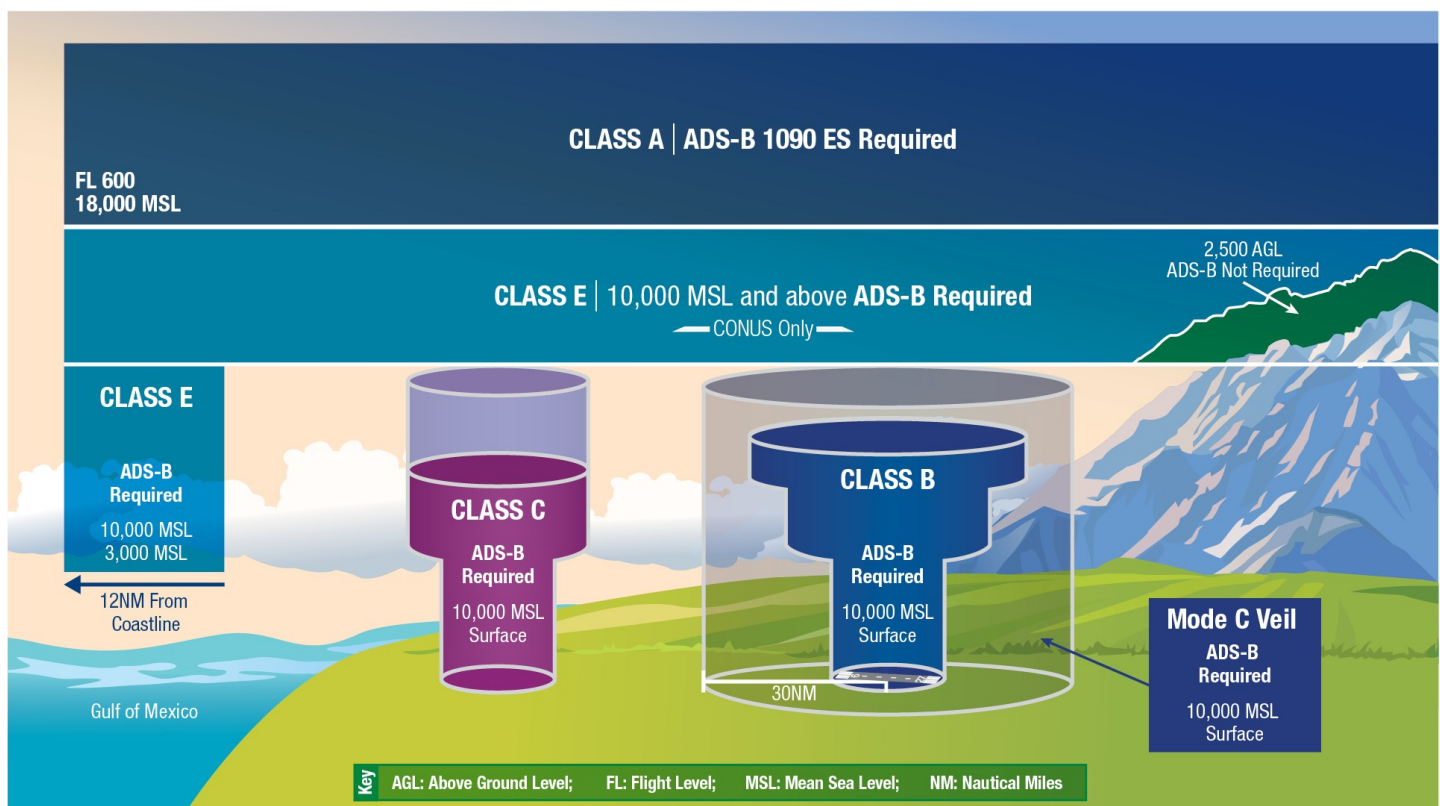 CLASS A | ADS-B 1090 ES Required
FL 600
18,000 MSL
2,500 AGL
ADS-B Not Required
CLASS E | 10,000 MSL and above ADS-B Required
CONUS Only
CLASS E
ADS-B
Required
10,000 MSL
3,000 MSL
12NM From
Coastline
Gulf of Mexico
CLASS C
ADS-B
Required
10,000 MSL
Surface
CLASS B
ADS-B
Required
10,000 MSL
Surface
30NM
Mode C Veil
ADS-B
Required
10,000 MSL
Surface
Key
AGL: Above Ground Level; FL: Flight Level; MSL: Mean Sea Level; NM: Nautical Miles